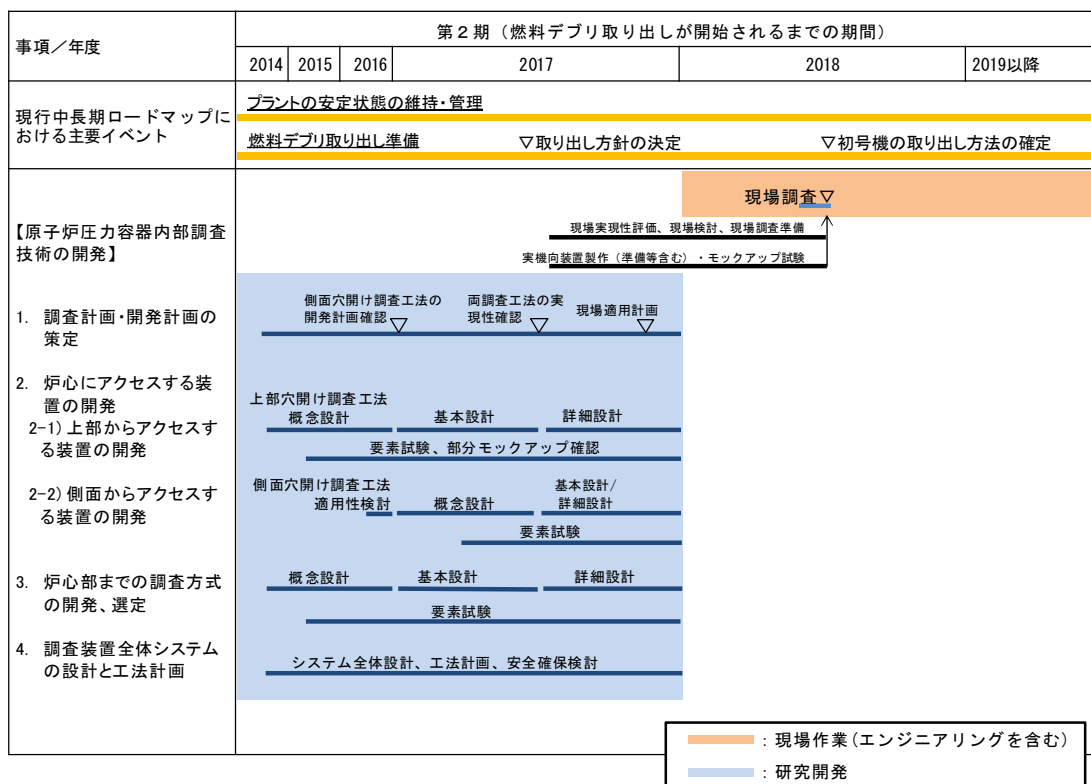 事項／年度
第２期（燃料デブリ取り出しが開始されるまでの期間）
2014
2015
2016
2017
2018
2019以降
現行中長期ロードマップに
おける主要イベント
プラントの安定状態の維持・管理
燃料デブリ取り出し準備
▽取り出し方針の決定
▽初号機の取り出し方法の確定
【原子炉圧力容器内部調査
技術の開発】
現場調査▽
現場実現性評価、現場検討、現場調査準備
実機向装置製作（準備等含む）・モックアップ試験
1. 調査計画・開発計画の
策定
側面穴開け調査工法の
開発計画確認▽
両調査工法の実
現性確認▽
現場適用計画
▽
2. 炉心にアクセスする装
置の開発
2-1）上部からアクセスす
る装置の開発
上部穴開け調査工法
概念設計
基本設計
詳細設計
要素試験、部分モックアップ確認
2-2）側面からアクセスす
る装置の開発
側面穴開け調査工法
適用性検討
概念設計
基本設計/
詳細設計
要素試験
3. 炉心部までの調査方式
の開発、選定
概念設計
基本設計
詳細設計
要素試験
4. 調査装置全体システム
の設計と工法計画
システム全体設計、工法計画、安全確保検討
：現場作業（エンジニアリングを含む）
：研究開発